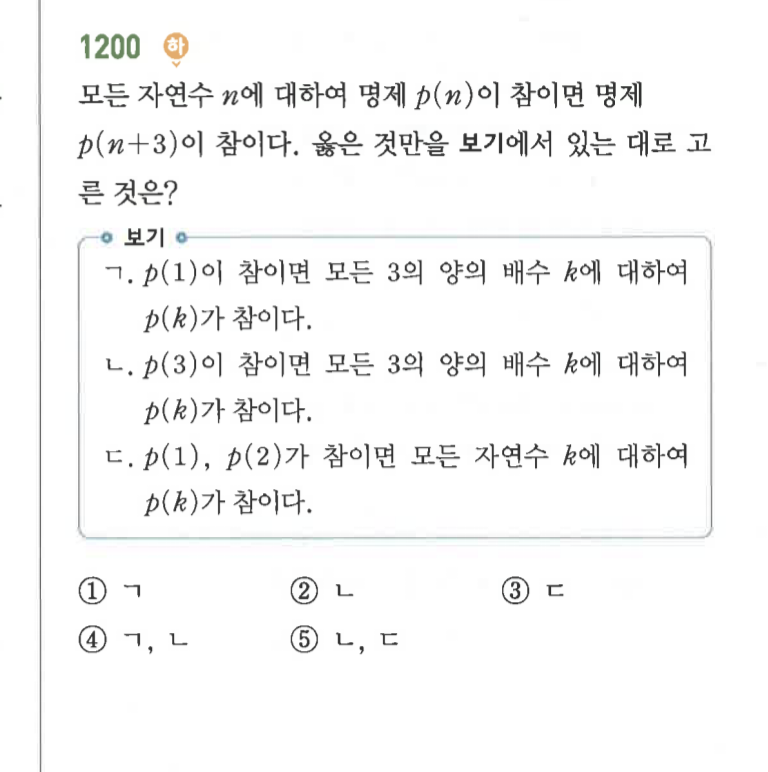 1200 하
모든 자연수 n에 대하여 명제 p(n)이 참이면 명제
p(n+3)이 참이다. 옳은 것만을 보기에서 있는 대로 고
른 것은?
보기
ㄱ. p(1)이 참이면 모든 3의 양의 배수 k에 대하여
p(k)가 참이다.
ㄴ. p(3)이 참이면 모든 3의 양의 배수 k에 대하여
p(k)가 참이다.
ㄷ. p(1), p(2)가 참이면 모든 자연수 k에 대하여
p(k)가 참이다.
① ㄱ ② ㄴ ③ ㄷ
④ ㄱ, ㄴ ⑤ ㄴ, ㄷ